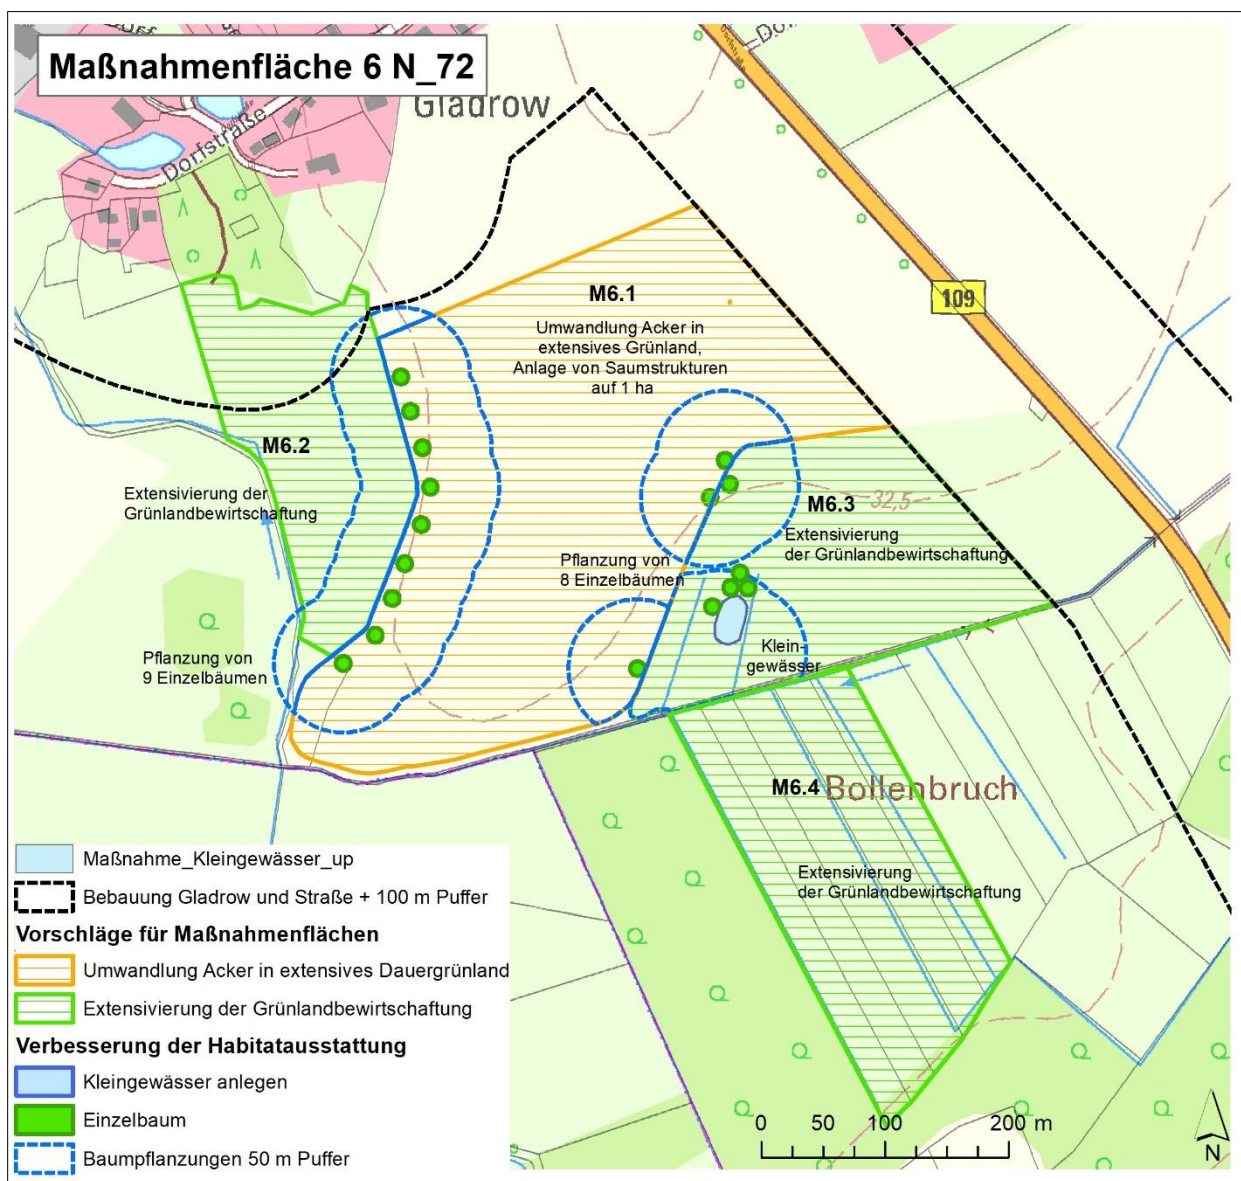 Maßnahmenfläche 6 N_72
Gladrow
Dorfstraße
Dorfstraße
M6.1
109
Umwandlung Acker in
extensives Grünland,
Anlage von Saumstrukturen
auf 1 ha
M6.2
Extensivierung der
Grünlandbewirtschaftung
M6.3
32,5
Extensivierung
der Grünlandbewirtschaftung
Pflanzung von
8 Einzelbäumen
Klein-
gewässer
Pflanzung von
9 Einzelbäumen
M6.4
Bollenbruch
Extensivierung
der Grünlandbewirtschaftung
Maßnahme_Kleingewässer_up
Bebauung Gladrow und Straße + 100 m Puffer
Vorschläge für Maßnahmenflächen
Umwandlung Acker in extensives Dauergrünland
Extensivierung der Grünlandbewirtschaftung
Verbesserung der Habitatausstattung
Kleingewässer anlegen
Einzelbaum
Baumpflanzungen 50 m Puffer
0 50 100 200 m
N